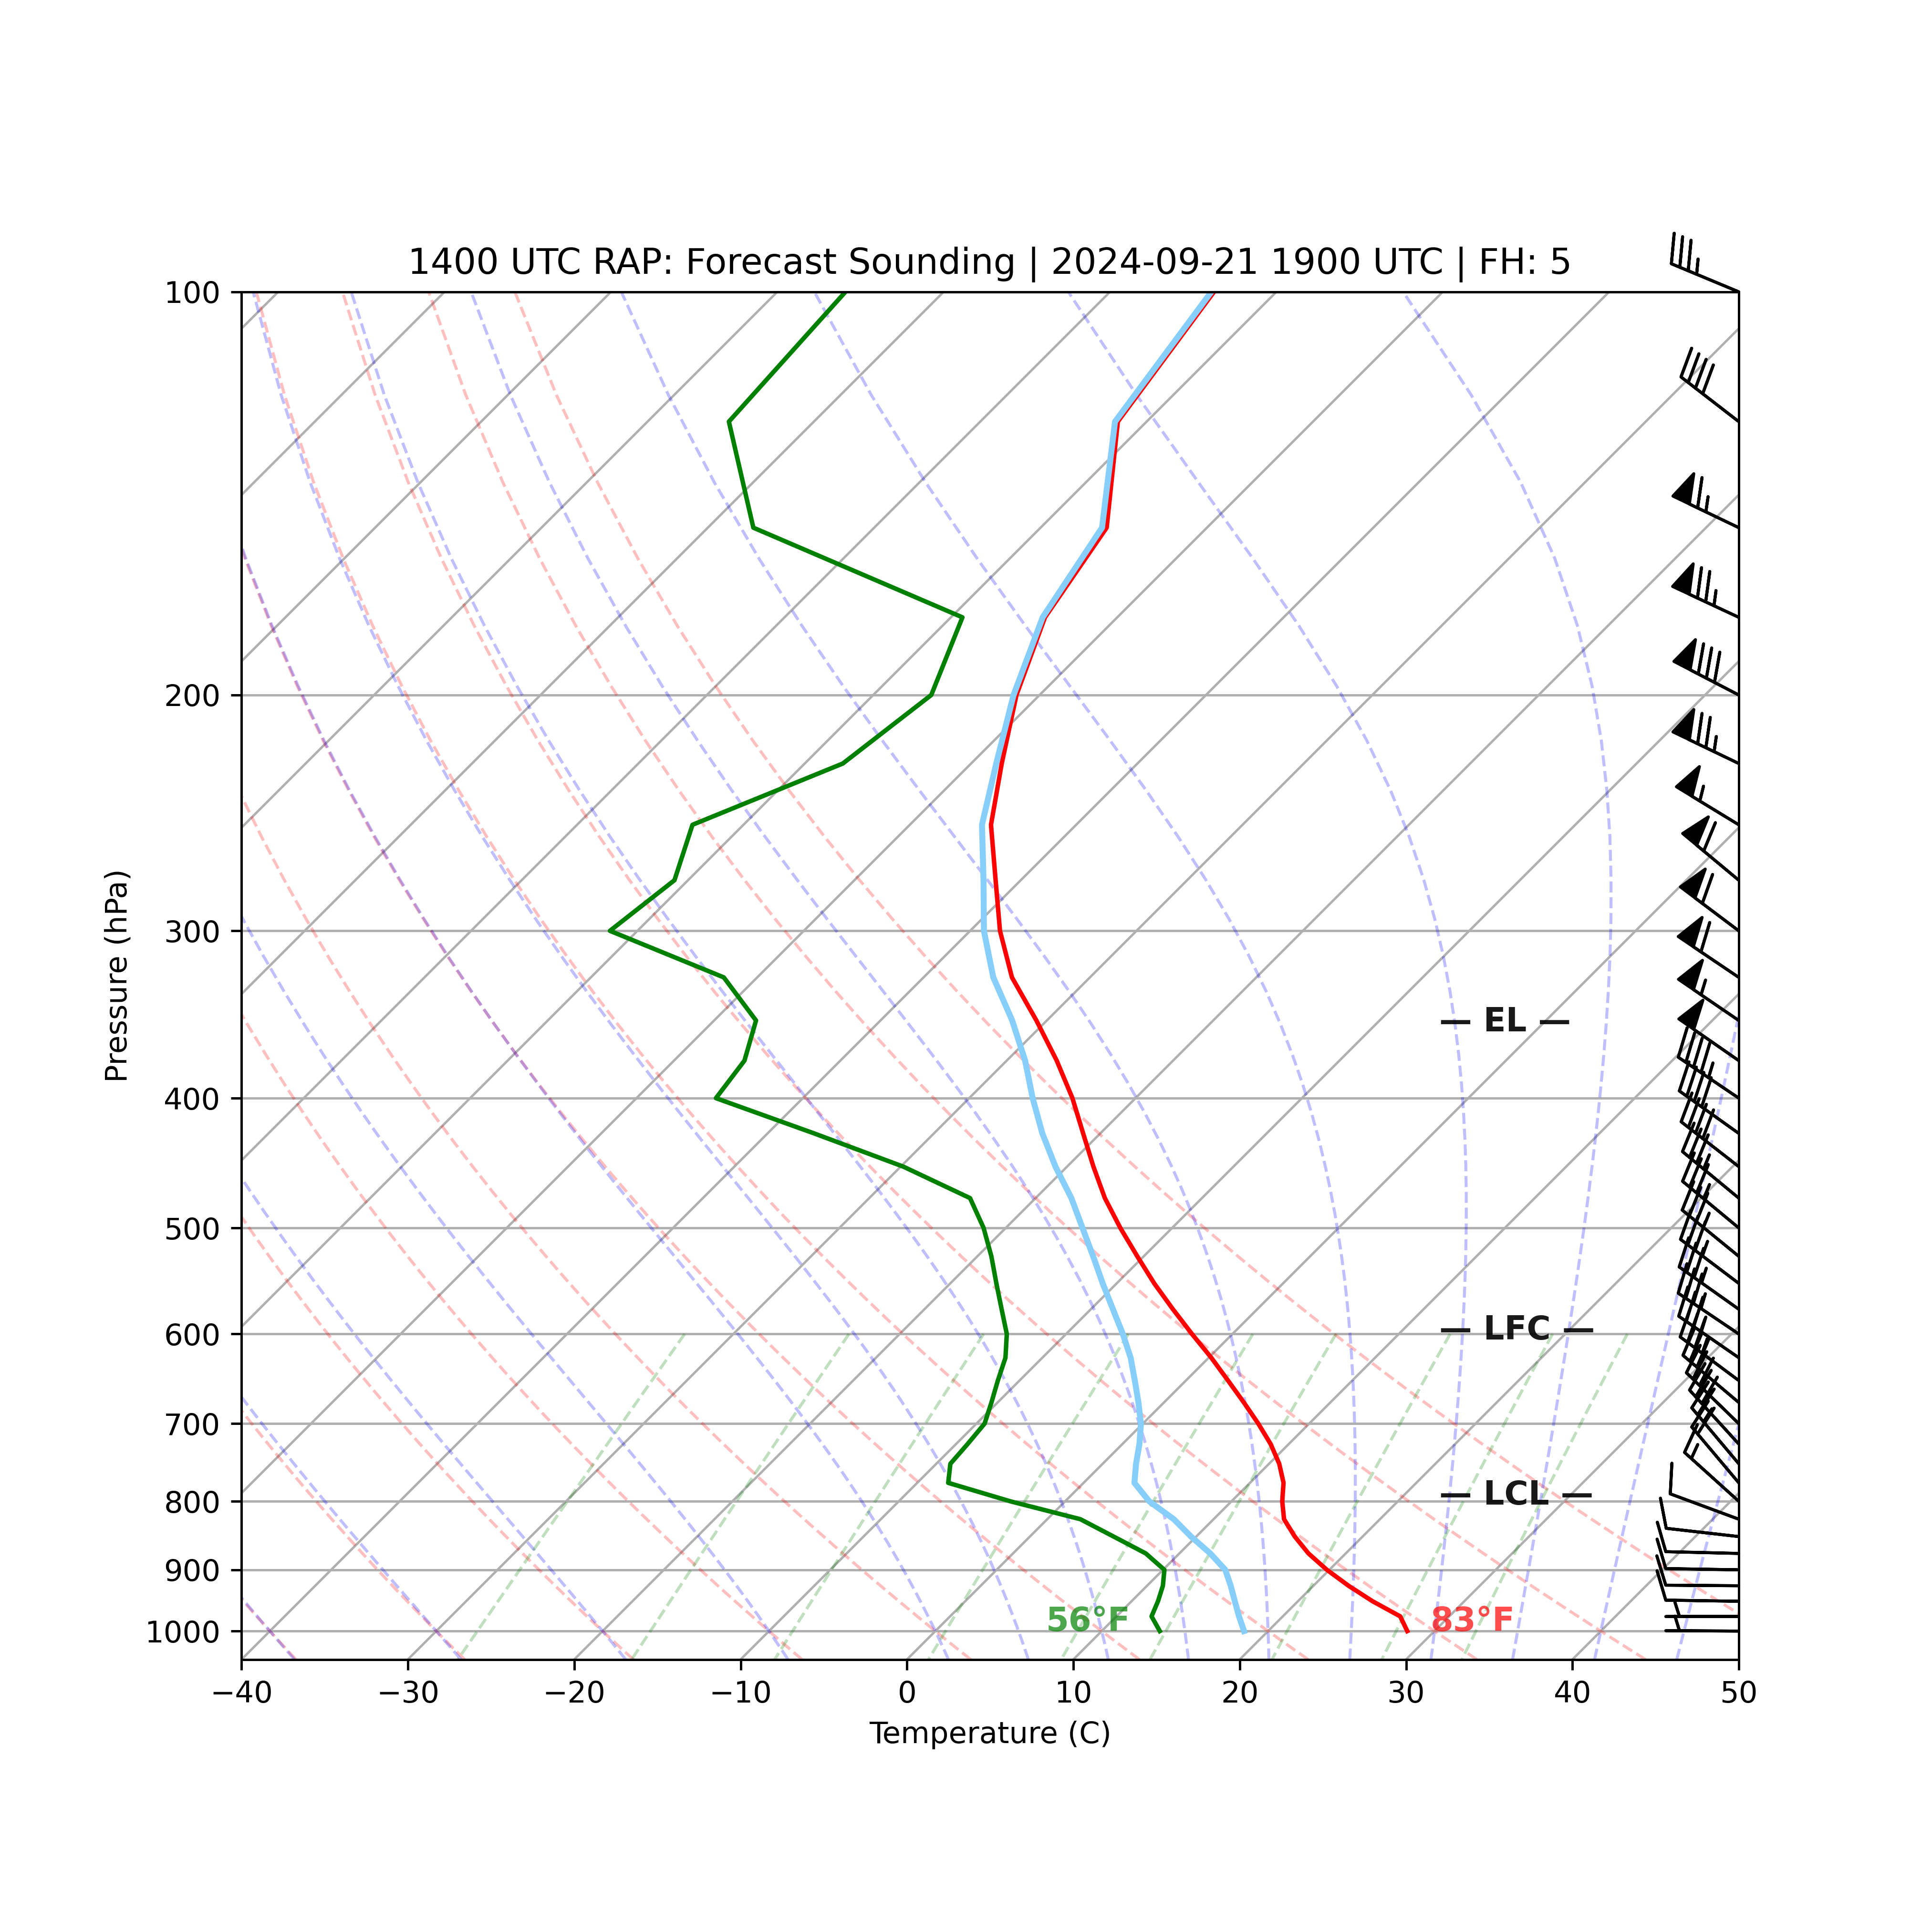 1400 UTC RAP: Forecast Sounding | 2024-09-21 1900 UTC | FH: 5
100
200
300
400
500
600
700
800
900
1000
Pressure (hPa)
— EL —
— LFC —
— LCL —
56°F
83°F
−40 −30 −20 −10 0 10 20 30 40 50
Temperature (C)